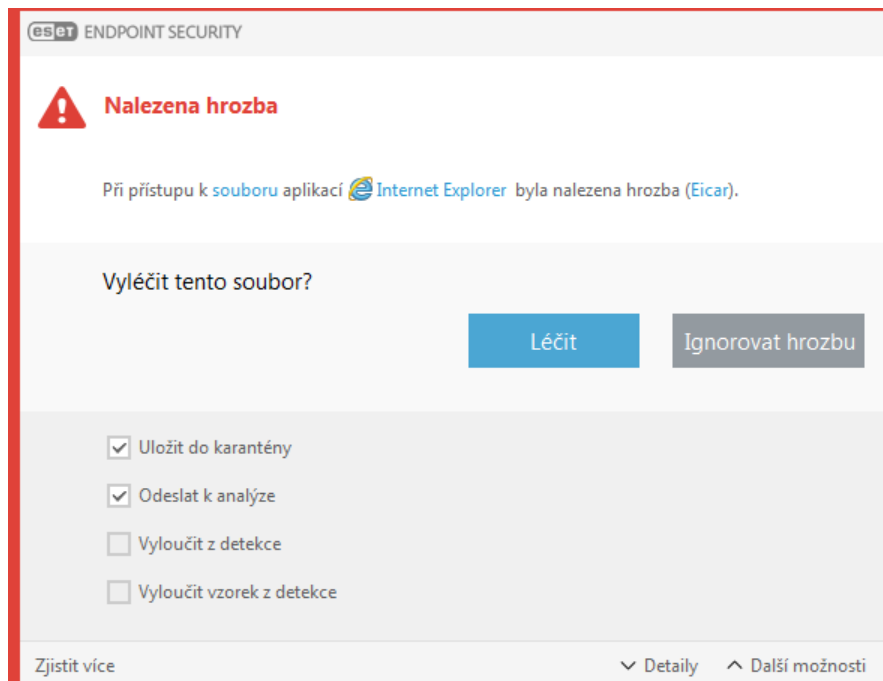 eset ENDPOINT SECURITY
Nalezena hrozba
Při přístupu k souboru aplikací Internet Explorer byla nalezena hrozba (Eicar).
Vyléčit tento soubor?
Léčit Ignorovat hrozbu
Uložit do karantény
Odeslat k analýze
Vyloučit z detekce
Vyloučit vzorek z detekce
Zjistit více Detaily Další možnosti